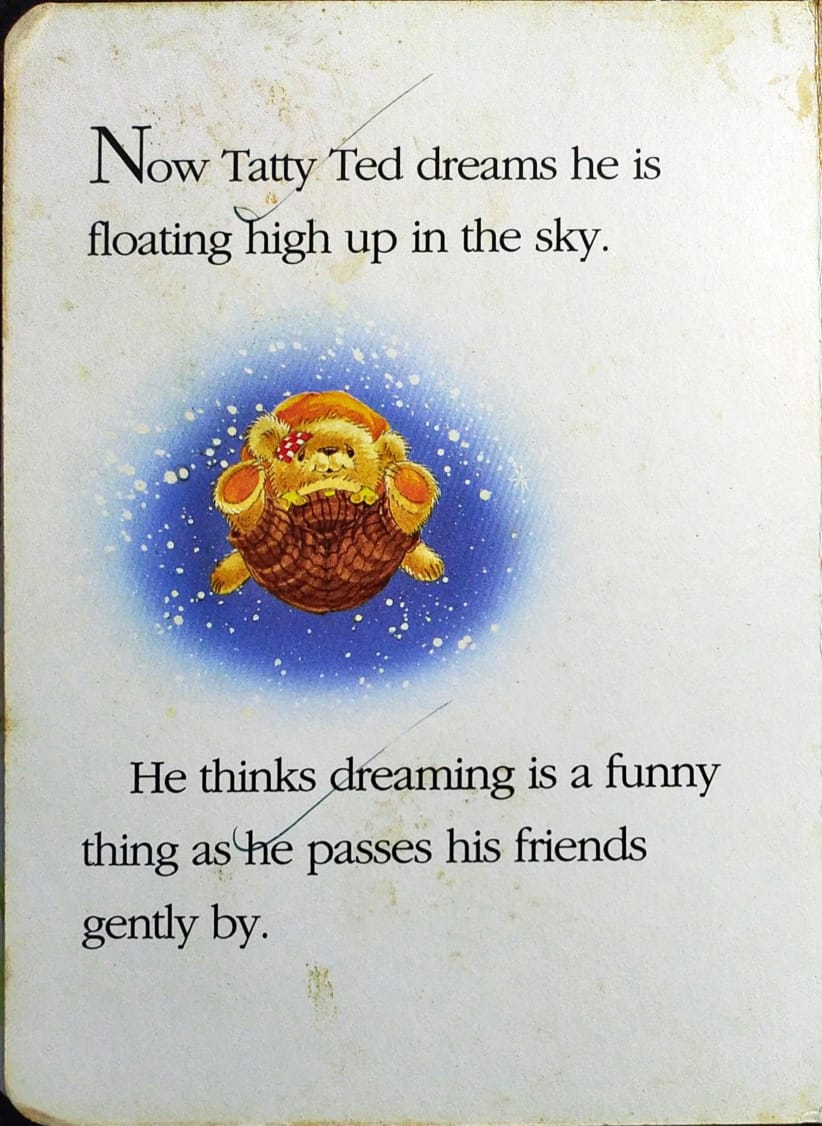 Now Tatty Ted dreams he is
floating high up in the sky.
He thinks dreaming is a funny
thing as he passes his friends
gently by.